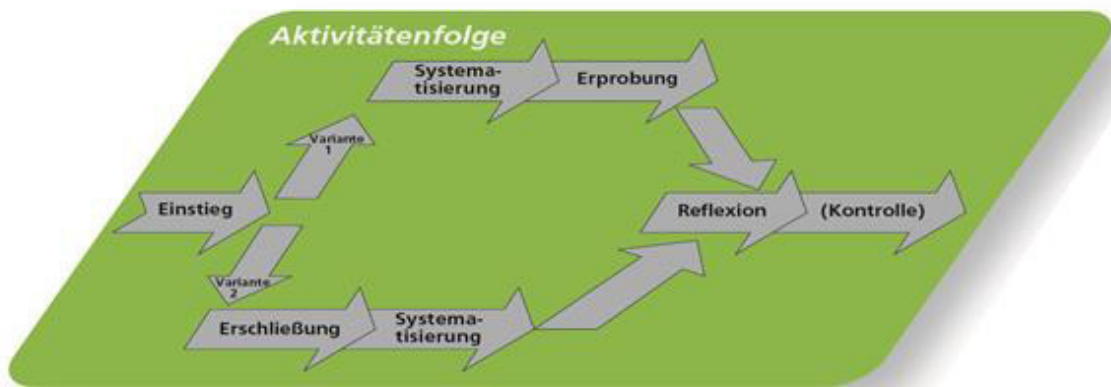 Aktivitätenfolge
Systema-
tisierung
Erprobung
Variante
1
Einstieg
Reflexion
(Kontrolle)
Variante
2
Erschließung
Systema-
tisierung